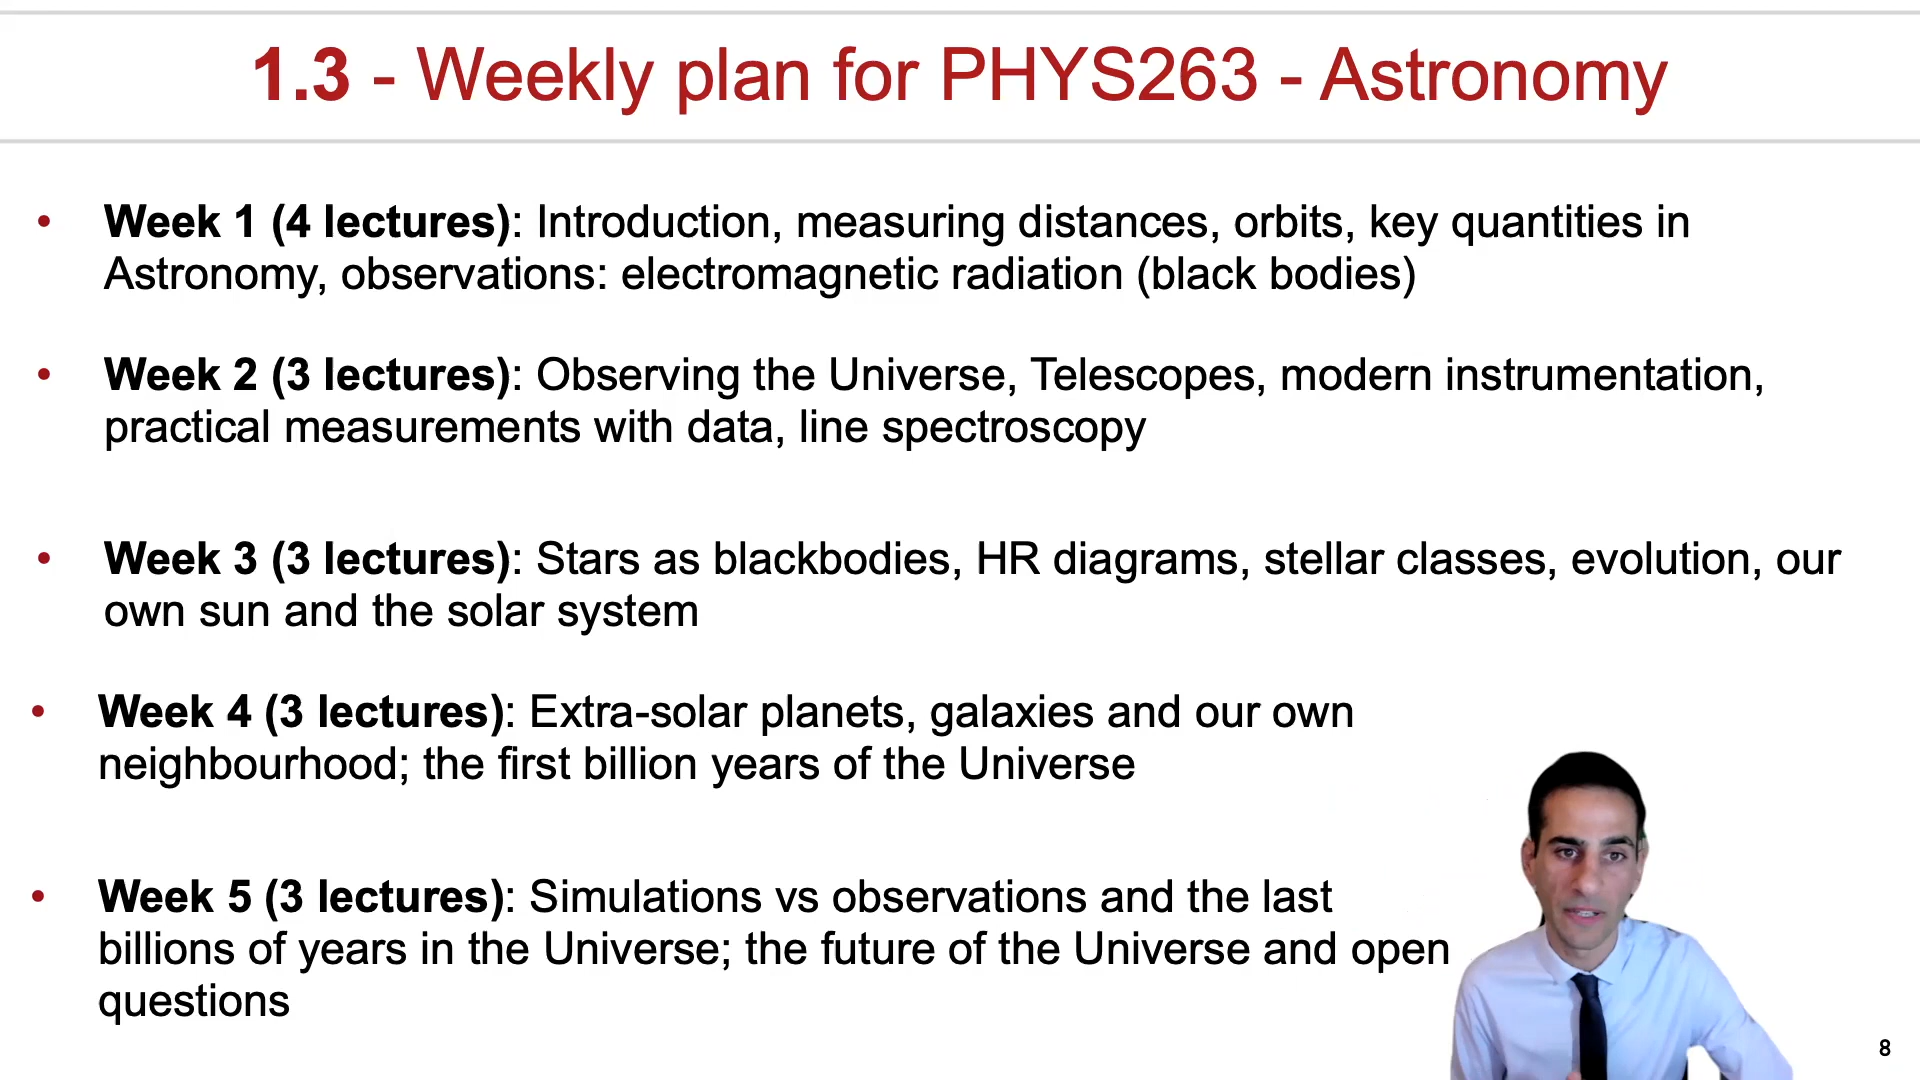 1.3 - Weekly plan for PHYS263 - Astronomy
• Week 1 (4 lectures): Introduction, measuring distances, orbits, key quantities in
Astronomy, observations: electromagnetic radiation (black bodies)
• Week 2 (3 lectures): Observing the Universe, Telescopes, modern instrumentation,
practical measurements with data, line spectroscopy
• Week 3 (3 lectures): Stars as blackbodies, HR diagrams, stellar classes, evolution, our
own sun and the solar system
• Week 4 (3 lectures): Extra-solar planets, galaxies and our own
neighbourhood; the first billion years of the Universe
• Week 5 (3 lectures): Simulations vs observations and the last
billions of years in the Universe; the future of the Universe and open
questions
8